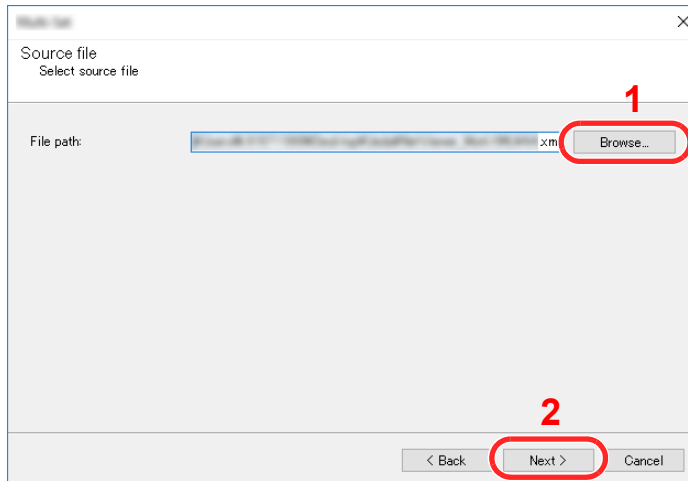 Source file
Select source file
1
File path:
.xm
Browse...
2
< Back
Next >
Cancel